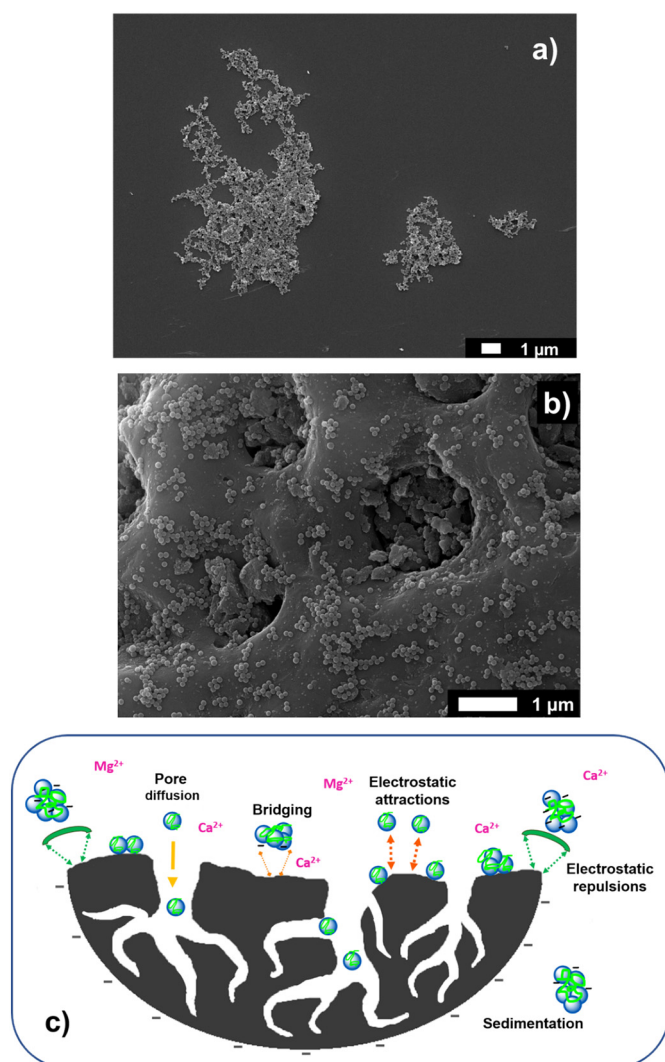 a)
1 µm
b)
1 µm
Mg²⁺
Pore
diffusion
Ca²⁺
Bridging
Ca²⁺
Mg²⁺
Electrostatic
attractions
Ca²⁺
Ca²⁺
Electrostatic
repulsions
Sedimentation
c)